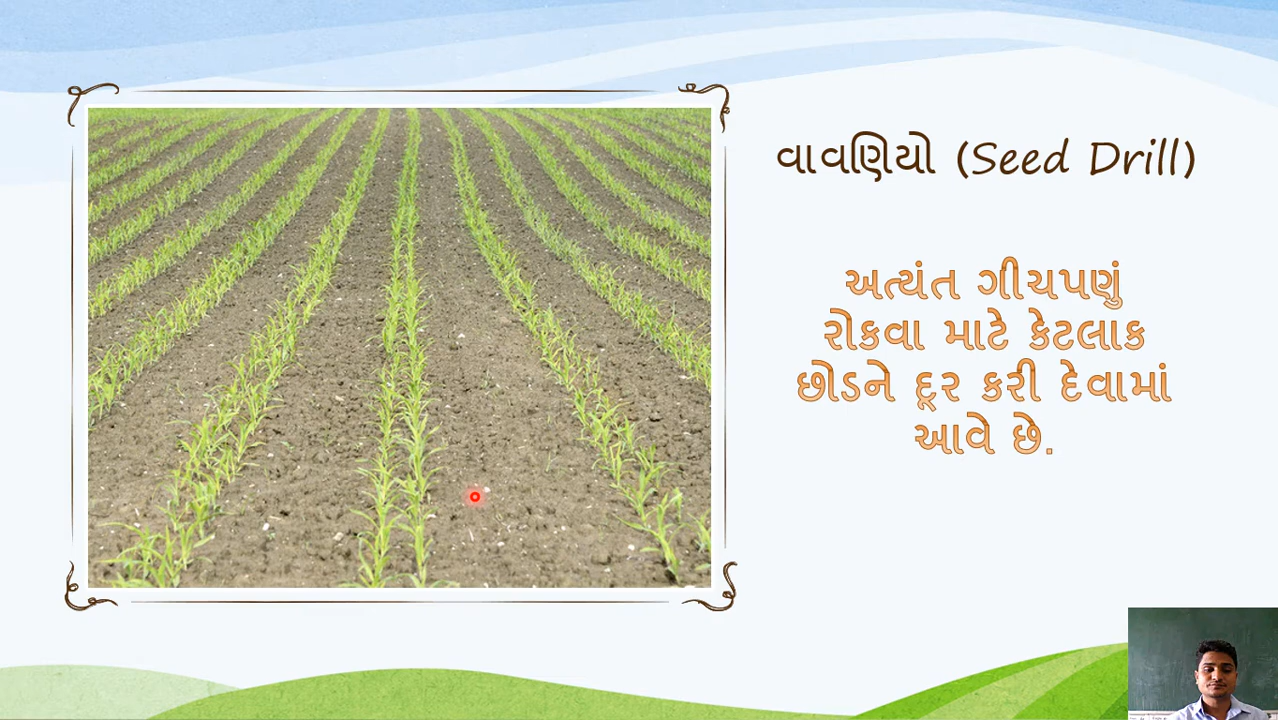 વાવણિયો (Seed Drill)
અત્યંત ગીચપણું
રોકવા માટે કેટલાક
છોડને દૂર કરી દેવામાં
આવે છે.